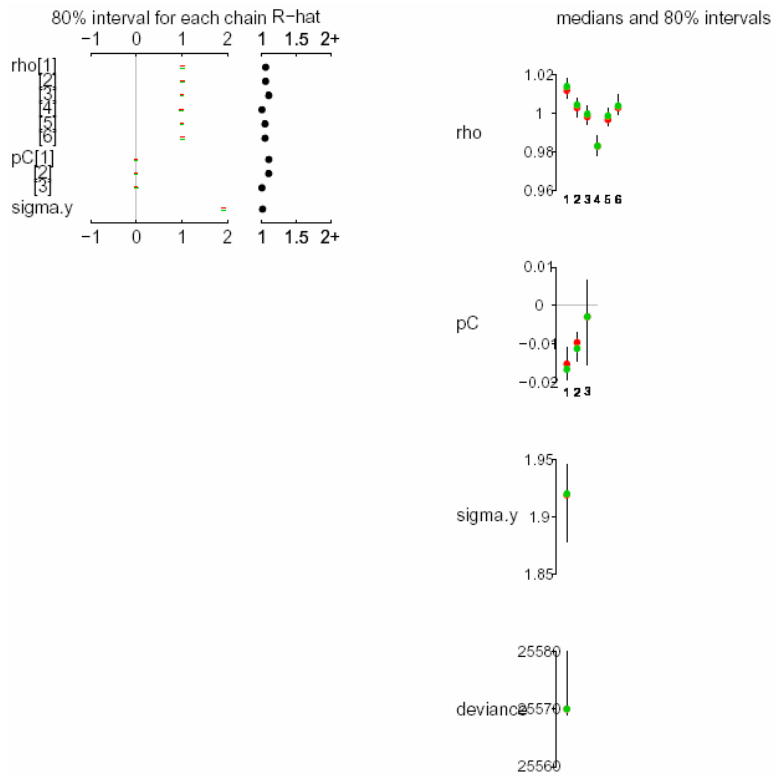 80% interval for each chain R-hat
−1 0 1 2 1 1.5 2+
rho[1]
[2]
[3]
[4]
[5]
[6]
pC[1]
[2]
[3]
sigma.y
−1 0 1 2 1 1.5 2+
medians and 80% intervals
1.02
1
rho
0.98
0.96
1 2 3 4 5 6
0.01
0
pC
−0.01
−0.02
1 2 3
1.95
sigma.y 1.9
1.85
25580
deviance 25570
25560